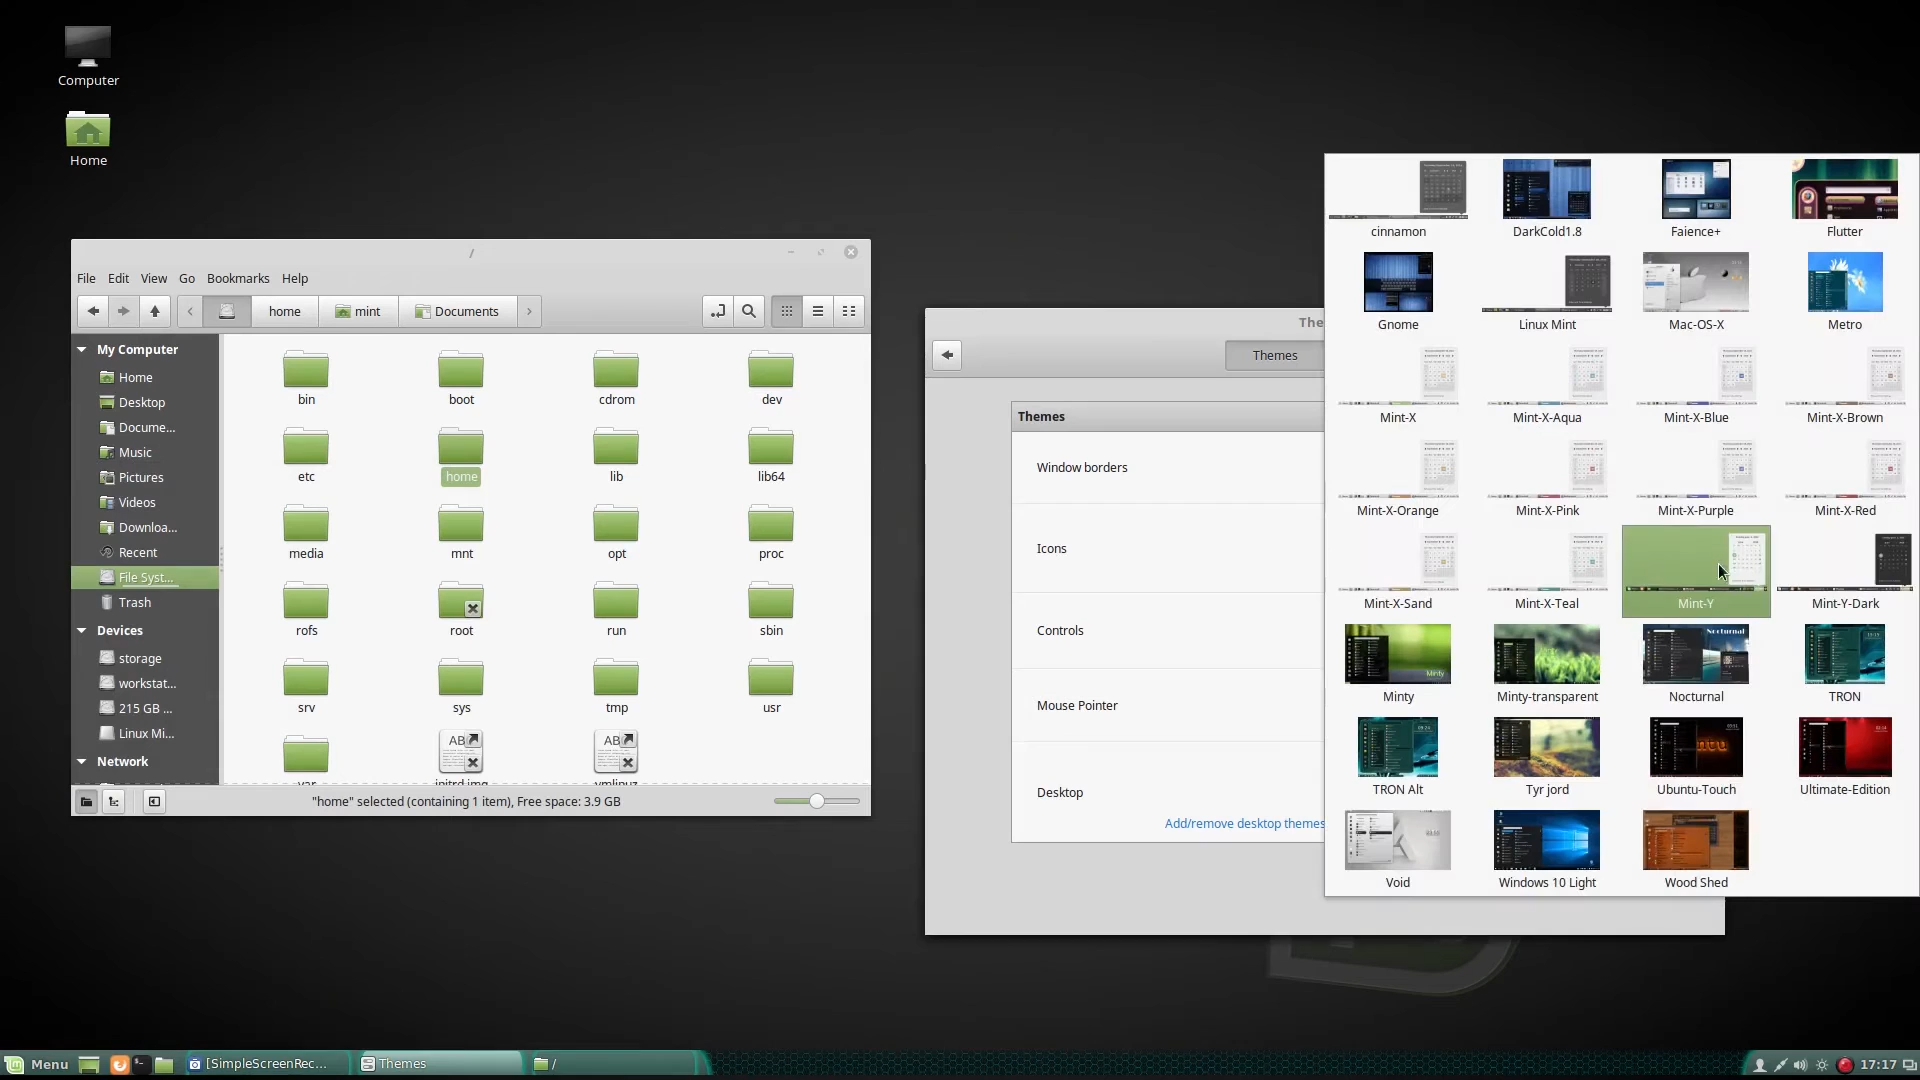 Computer
Home
/
File Edit View Go Bookmarks Help
home mint Documents
My Computer
Home
Desktop
Docume...
Music
Pictures
Videos
Downloa...
Recent
File Syst...
Trash
Devices
storage
workstat...
215 GB ...
Linux Mi...
Network
bin boot cdrom dev
etc home lib lib64
media mnt opt proc
rofs root run sbin
srv sys tmp usr
var initrd.img vmlinuz
"home" selected (containing 1 item), Free space: 3.9 GB
The
Themes
Themes
Window borders
Icons
Controls
Mouse Pointer
Desktop
Add/remove desktop themes
cinnamon DarkCold1.8 Faience+ Flutter
Gnome Linux Mint Mac-OS-X Metro
Mint-X Mint-X-Aqua Mint-X-Blue Mint-X-Brown
Mint-X-Orange Mint-X-Pink Mint-X-Purple Mint-X-Red
Mint-X-Sand Mint-X-Teal Mint-Y Mint-Y-Dark
Minty Minty-transparent Nocturnal TRON
TRON Alt Tyr jord Ubuntu-Touch Ultimate-Edition
Void Windows 10 Light Wood Shed
Menu [SimpleScreenRec... Themes / 17:17